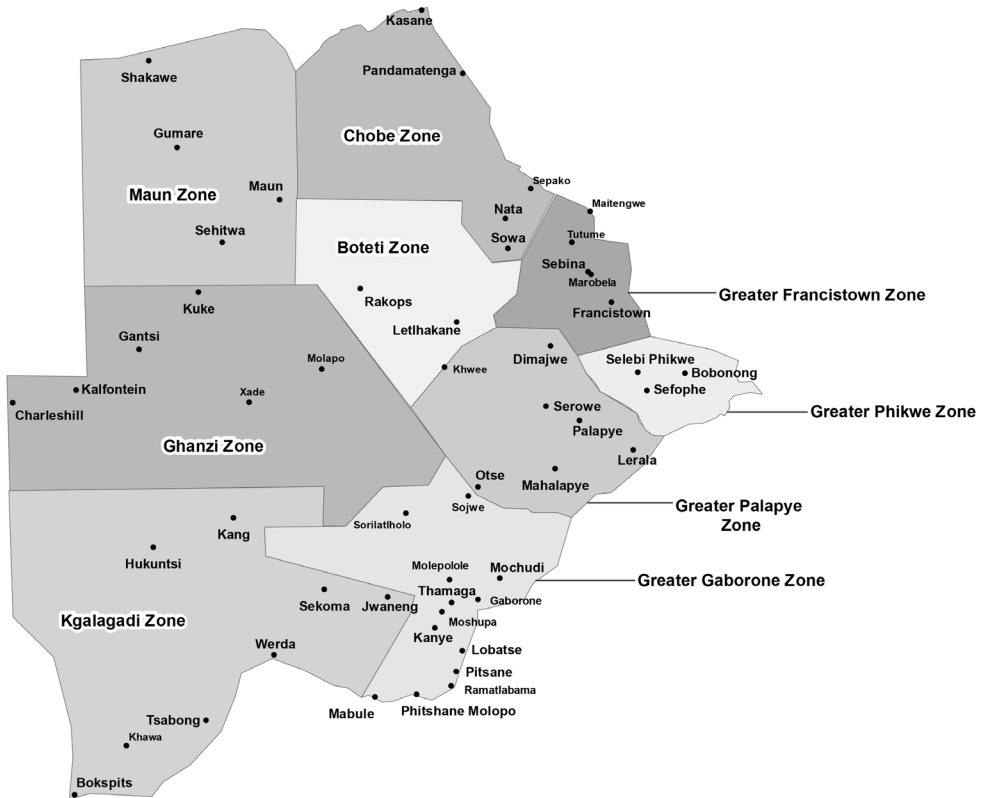 Kasane
Pandamatenga
Shakawe
Chobe Zone
Gumare
Sepako
Maun
Maun Zone
Maitengwe
Nata
Sehitwa
Tutume
Sowa
Boteti Zone
Sebina
Marobela
Greater Francistown Zone
Rakops
Kuke
Francistown
Letlhakane
Gantsi
Molapo
Dimajwe
Selebi Phikwe
Khwee
Bobonong
Kalfontein
Xade
Sefophe
Charleshill
Serowe
Greater Phikwe Zone
Palapye
Ghanzi Zone
Lerala
Otse
Mahalapye
Sojwe
Greater Palapye
Zone
Sorilatlholo
Kang
Hukuntsi
Molepolole
Mochudi
Greater Gaborone Zone
Thamaga
Sekoma
Jwaneng
Gaborone
Kgalagadi Zone
Moshupa
Kanye
Werda
Lobatse
Pitsane
Ramatlabama
Mabule
Phitshane Molopo
Tsabong
Khawa
Bokspits